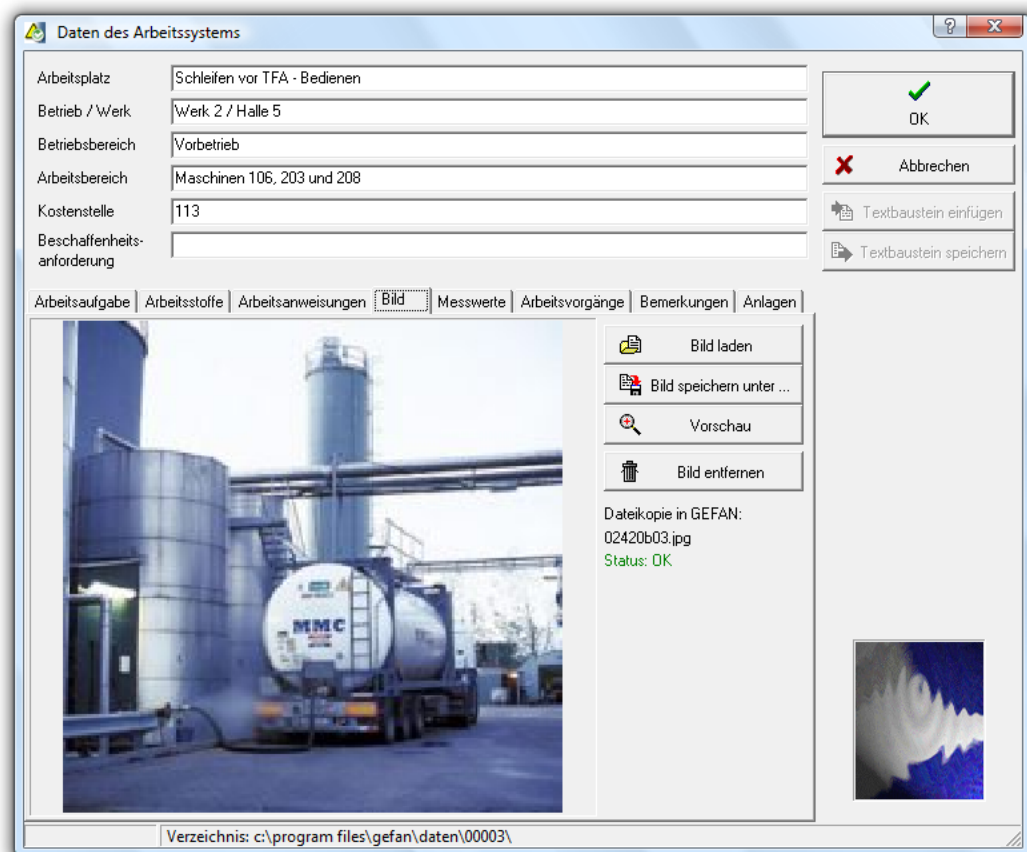 Daten des Arbeitssystems
?
Arbeitsplatz
Schleifen vor TFA - Bedienen
Betrieb / Werk
Werk 2 / Halle 5
Betriebsbereich
Vorbetrieb
Arbeitsbereich
Maschinen 106, 203 und 208
Kostenstelle
113
Beschaffenheits-
anforderung
OK
Abbrechen
Textbaustein einfügen
Textbaustein speichern
Arbeitsaufgabe Arbeitsstoffe Arbeitsanweisungen Bild Messwerte Arbeitsvorgänge Bemerkungen Anlagen
MMC
Bild laden
Bild speichern unter ...
Vorschau
Bild entfernen
Dateikopie in GEFAN:
02420b03.jpg
Status: OK
Verzeichnis: c:\program files\gefan\daten\00003\